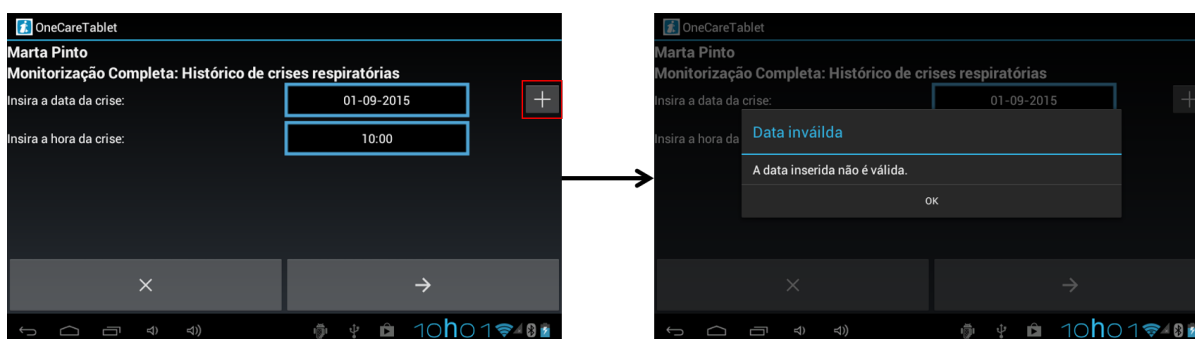 OneCareTablet
Marta Pinto
Monitorização Completa: Histórico de crises respiratórias
Insira a data da crise:
01-09-2015
Insira a hora da crise:
10:00
10h01
OneCareTablet
Marta Pinto
Monitorização Completa: Histórico de crises respiratórias
Insira a data da crise:
01-09-2015
Insira a hora da
Data inváilda
A data inserida não é válida.
OK
10h01